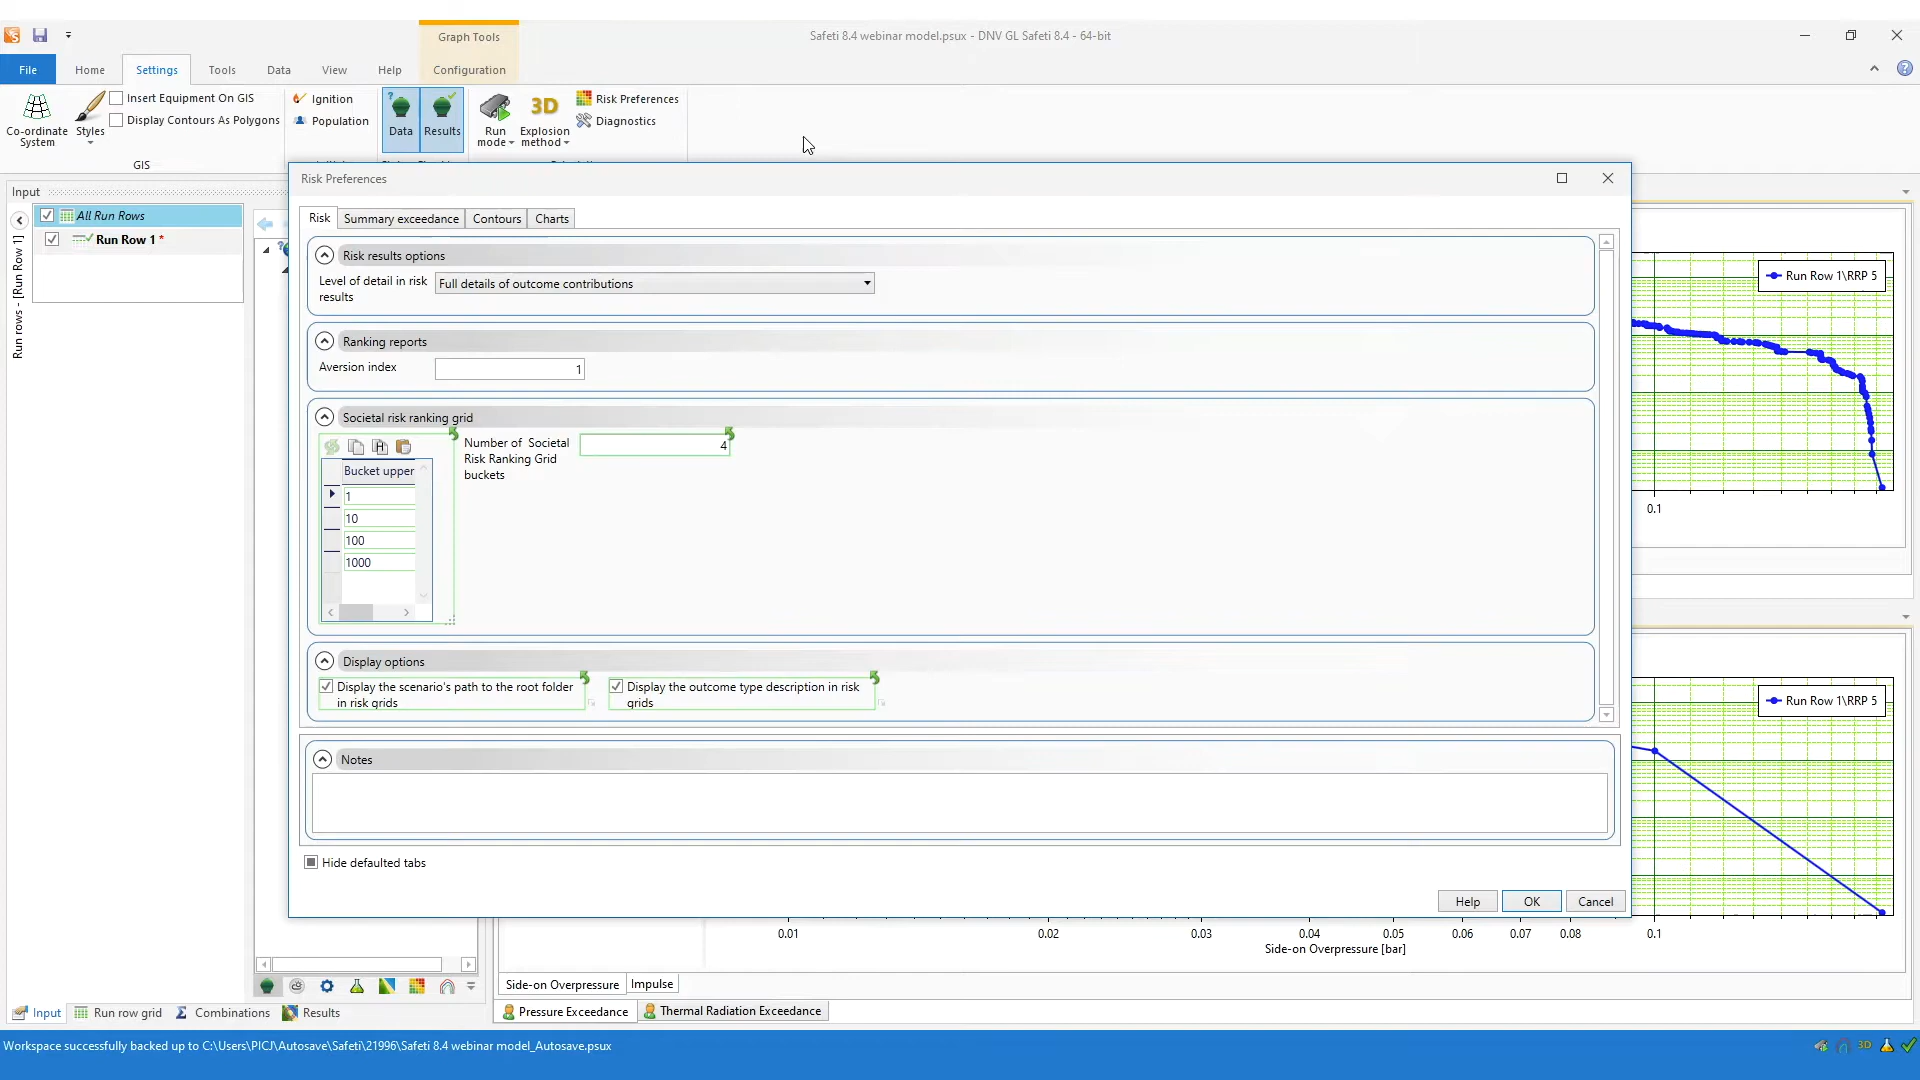 Graph Tools
Safeti 8.4 webinar model.psux - DNV GL Safeti 8.4 - 64-bit
File
Home
Settings
Tools
Data
View
Help
Configuration
Co-ordinate
System
Styles
Insert Equipment On GIS
Display Contours As Polygons
GIS
Ignition
Population
Data
Results
Run
mode
3D
Explosion
method
Risk Preferences
Diagnostics
Input
All Run Rows
Run Row 1 *
Run rows - [Run Row 1]
Risk Preferences
Risk
Summary exceedance
Contours
Charts
Risk results options
Level of detail in risk
results
Full details of outcome contributions
Ranking reports
Aversion index
1
Societal risk ranking grid
Number of Societal
Risk Ranking Grid
buckets
4
Bucket upper
1
10
100
1000
Display options
Display the scenario's path to the root folder
in risk grids
Display the outcome type description in risk
grids
Notes
Hide defaulted tabs
Help
OK
Cancel
Run Row 1\RRP 5
0.1
Run Row 1\RRP 5
0.01
0.02
0.03
0.04
0.05
0.06
0.07
0.08
0.1
Side-on Overpressure [bar]
Side-on Overpressure
Impulse
Pressure Exceedance
Thermal Radiation Exceedance
Input
Run row grid
Combinations
Results
Workspace successfully backed up to C:\Users\PICJ\Autosave\Safeti\21996\Safeti 8.4 webinar model_Autosave.psux
3D